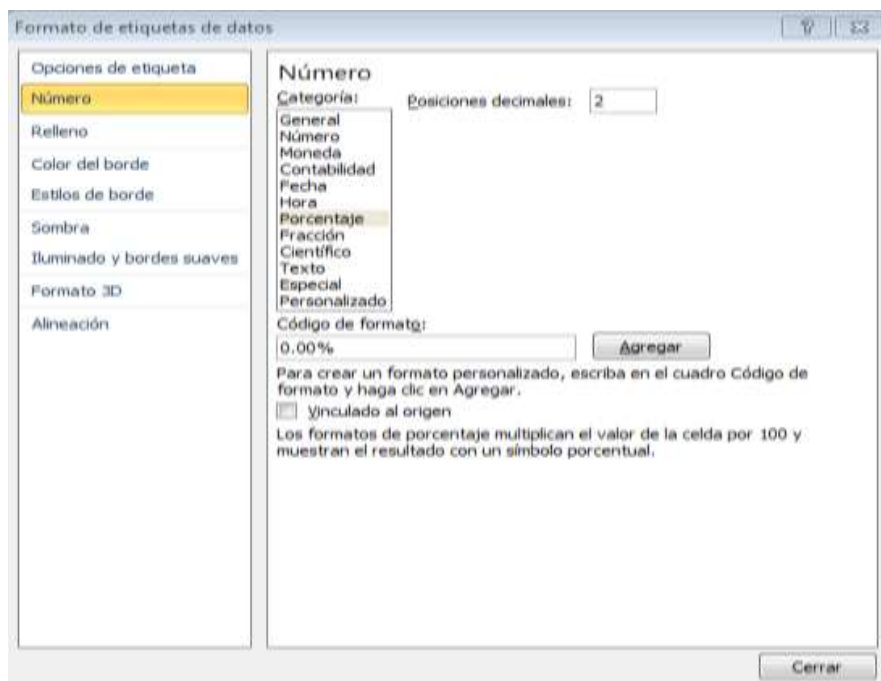 Formato de etiquetas de datos
Opciones de etiqueta
Número
Relleno
Color del borde
Estilos de borde
Sombra
Iluminado y bordes suaves
Formato 3D
Alineación
Número
Categoría:
Posiciones decimales: 2
General
Número
Moneda
Contabilidad
Fecha
Hora
Porcentaje
Fracción
Científico
Texto
Especial
Personalizado
Código de formato:
0.00%
Agregar
Para crear un formato personalizado, escriba en el cuadro Código de
formato y haga clic en Agregar.
Vinculado al origen
Los formatos de porcentaje multiplican el valor de la celda por 100 y
muestran el resultado con un símbolo porcentual.
Cerrar